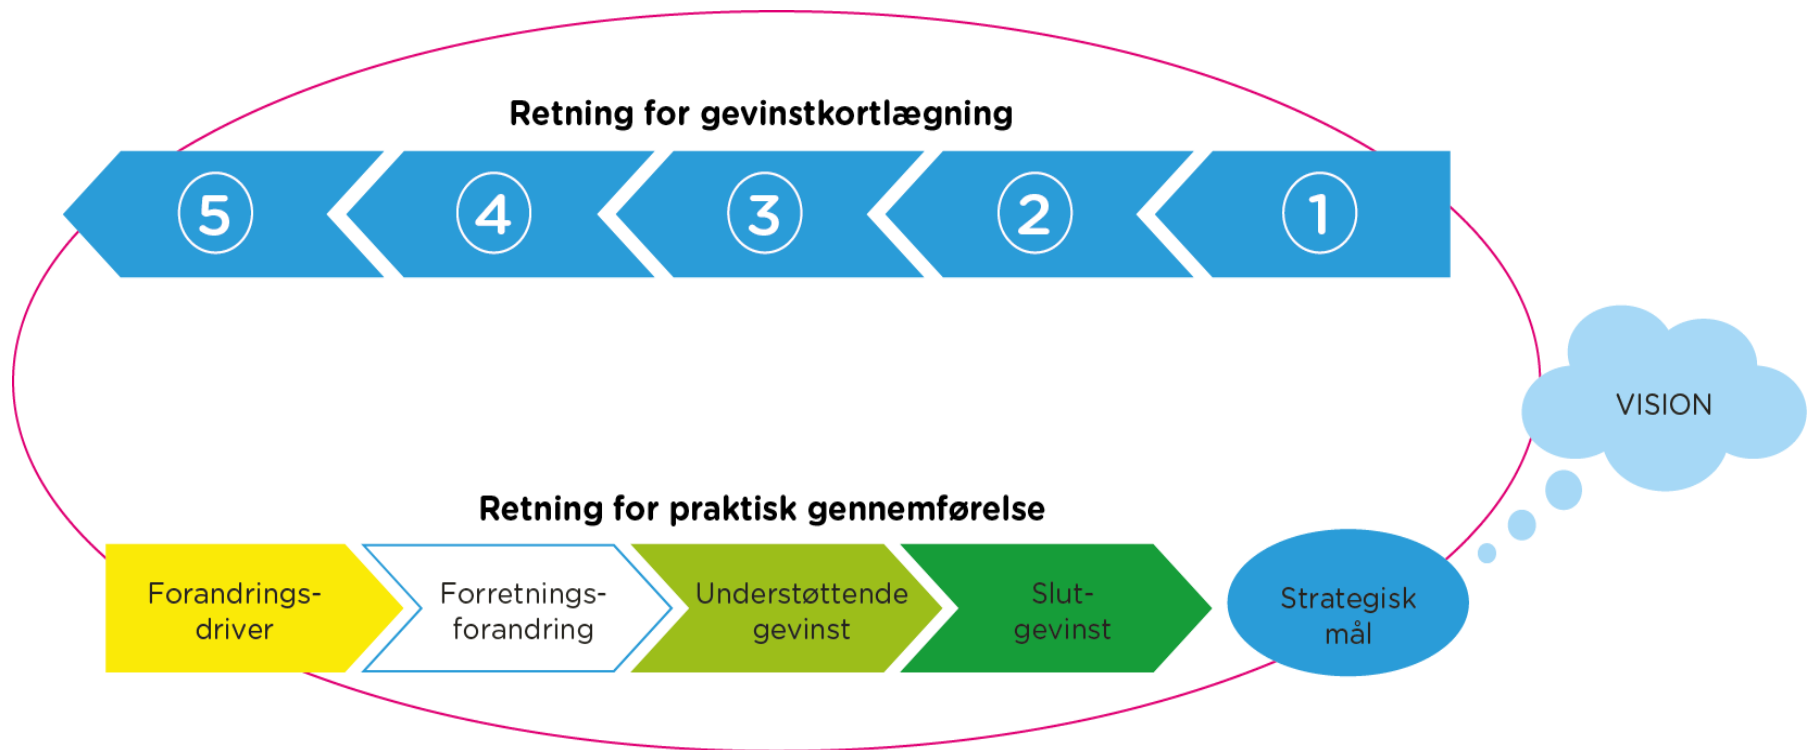 Retning for gevinstkortlægning
5
4
3
2
1
VISION
Retning for praktisk gennemførelse
Forandrings-
driver
Forretnings-
forandring
Understøttende
gevinst
Slut-
gevinst
Strategisk
mål